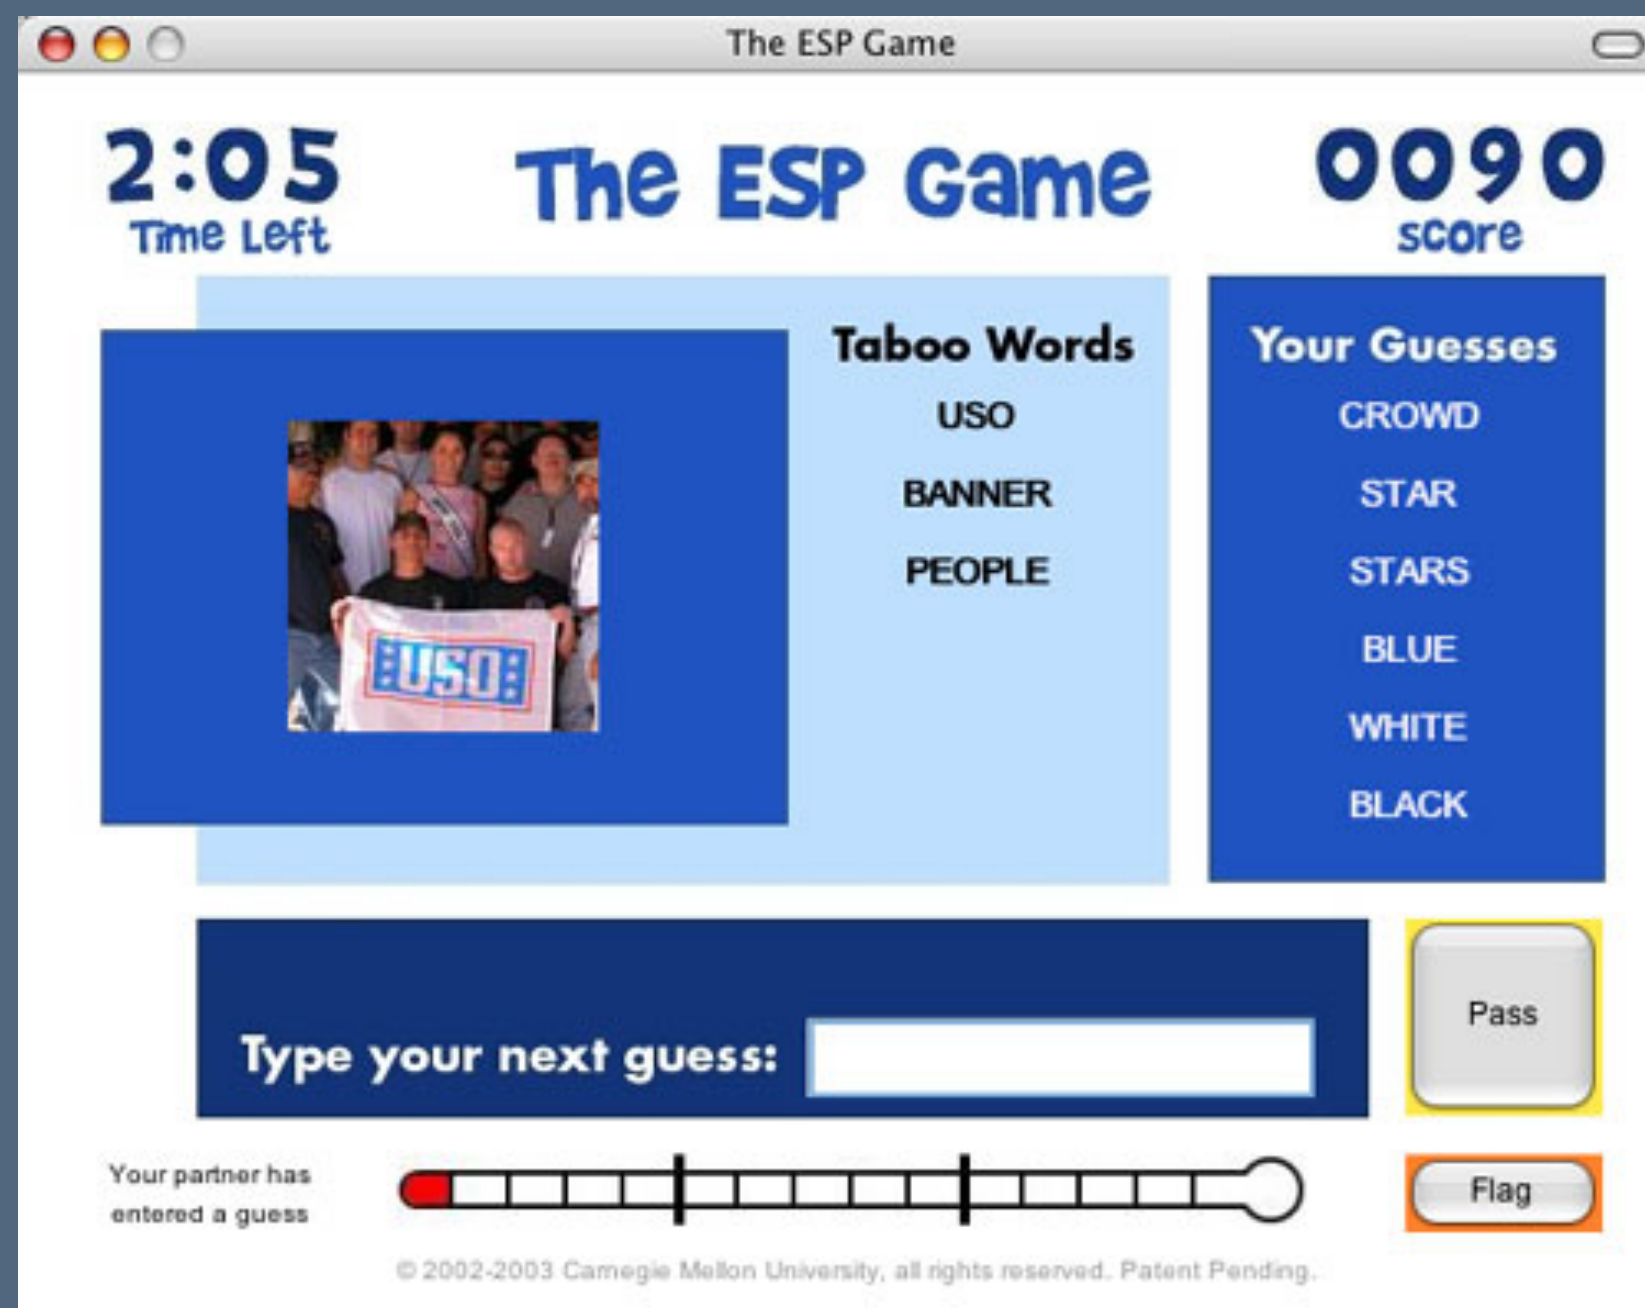 The ESP Game
2:05
Time Left
The ESP Game
0090
score
Taboo Words
USO
BANNER
PEOPLE
Your Guesses
CROWD
STAR
STARS
BLUE
WHITE
BLACK
USO
Type your next guess:
Pass
Your partner has
entered a guess
Flag
© 2002-2003 Carnegie Mellon University, all rights reserved. Patent Pending.